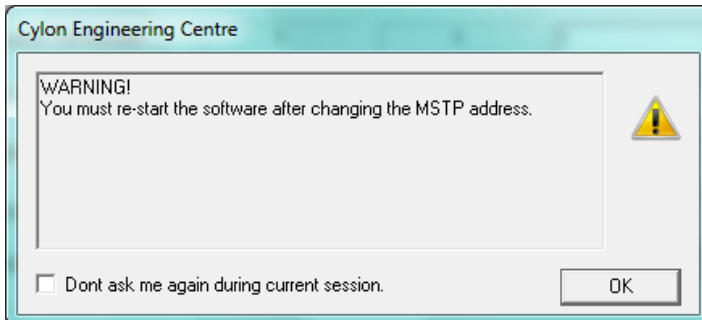 Cylon Engineering Centre
WARNING!
You must re-start the software after changing the MSTP address.
Dont ask me again during current session.
OK